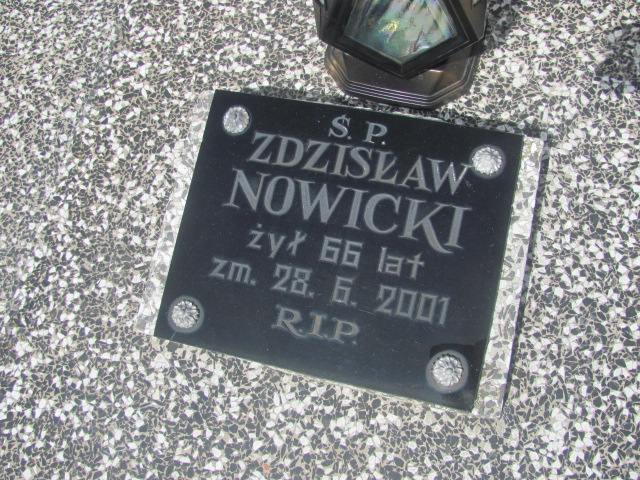 Ś. P.
ZDZISŁAW
NOWICKI
żył 66 lat
zm. 28. 6. 2001
R.I.P.